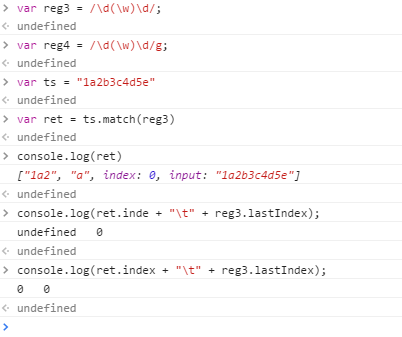 > var reg3 = /\d(\w)\d/;
<· undefined
> var reg4 = /\d(\w)\d/g;
<· undefined
> var ts = "1a2b3c4d5e"
<· undefined
> var ret = ts.match(reg3)
<· undefined
> console.log(ret)
["1a2", "a", index: 0, input: "1a2b3c4d5e"]
<· undefined
> console.log(ret.inde + "\t" + reg3.lastIndex);
undefined   0
<· undefined
> console.log(ret.index + "\t" + reg3.lastIndex);
0   0
<· undefined
>